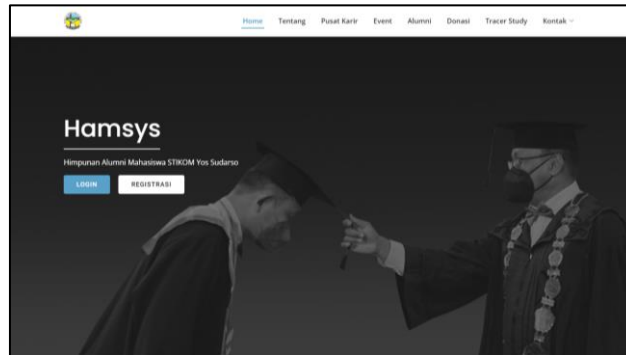 Home Tentang Pusat Karir Event Alumni Donasi Tracer Study Kontak
Hamsys
Himpunan Alumni Mahasiswa STIKOM Yos Sudarso
LOGIN REGISTRASI